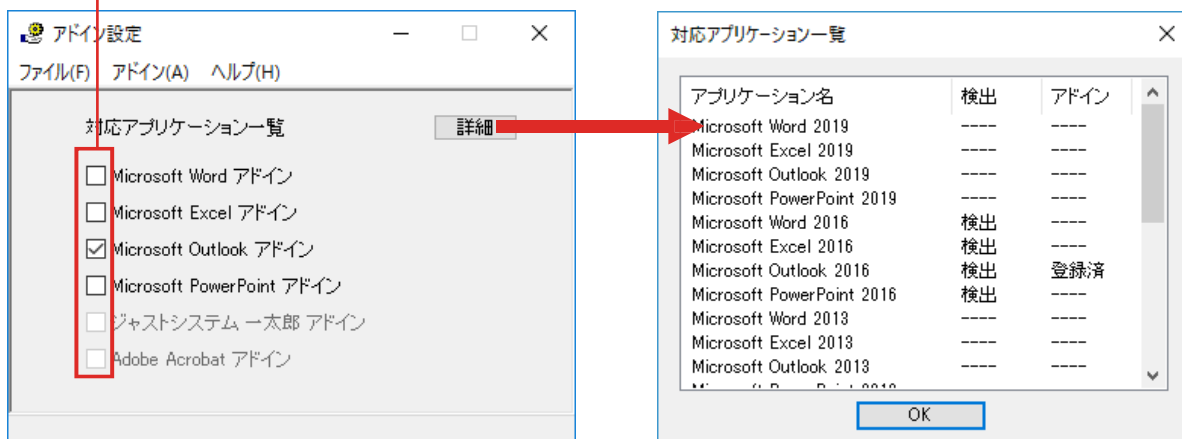 アドイン設定
ファイル(F) アドイン(A) ヘルプ(H)
対応アプリケーション一覧 詳細
Microsoft Word アドイン
Microsoft Excel アドイン
Microsoft Outlook アドイン
Microsoft PowerPoint アドイン
ジャストシステム 一太郎 アドイン
Adobe Acrobat アドイン
対応アプリケーション一覧
アプリケーション名 検出 アドイン
Microsoft Word 2019 ---- ----
Microsoft Excel 2019 ---- ----
Microsoft Outlook 2019 ---- ----
Microsoft PowerPoint 2019 ---- ----
Microsoft Word 2016 検出 ----
Microsoft Excel 2016 検出 ----
Microsoft Outlook 2016 検出 登録済
Microsoft PowerPoint 2016 検出 ----
Microsoft Word 2013 ---- ----
Microsoft Excel 2013 ---- ----
Microsoft Outlook 2013 ---- ----
OK